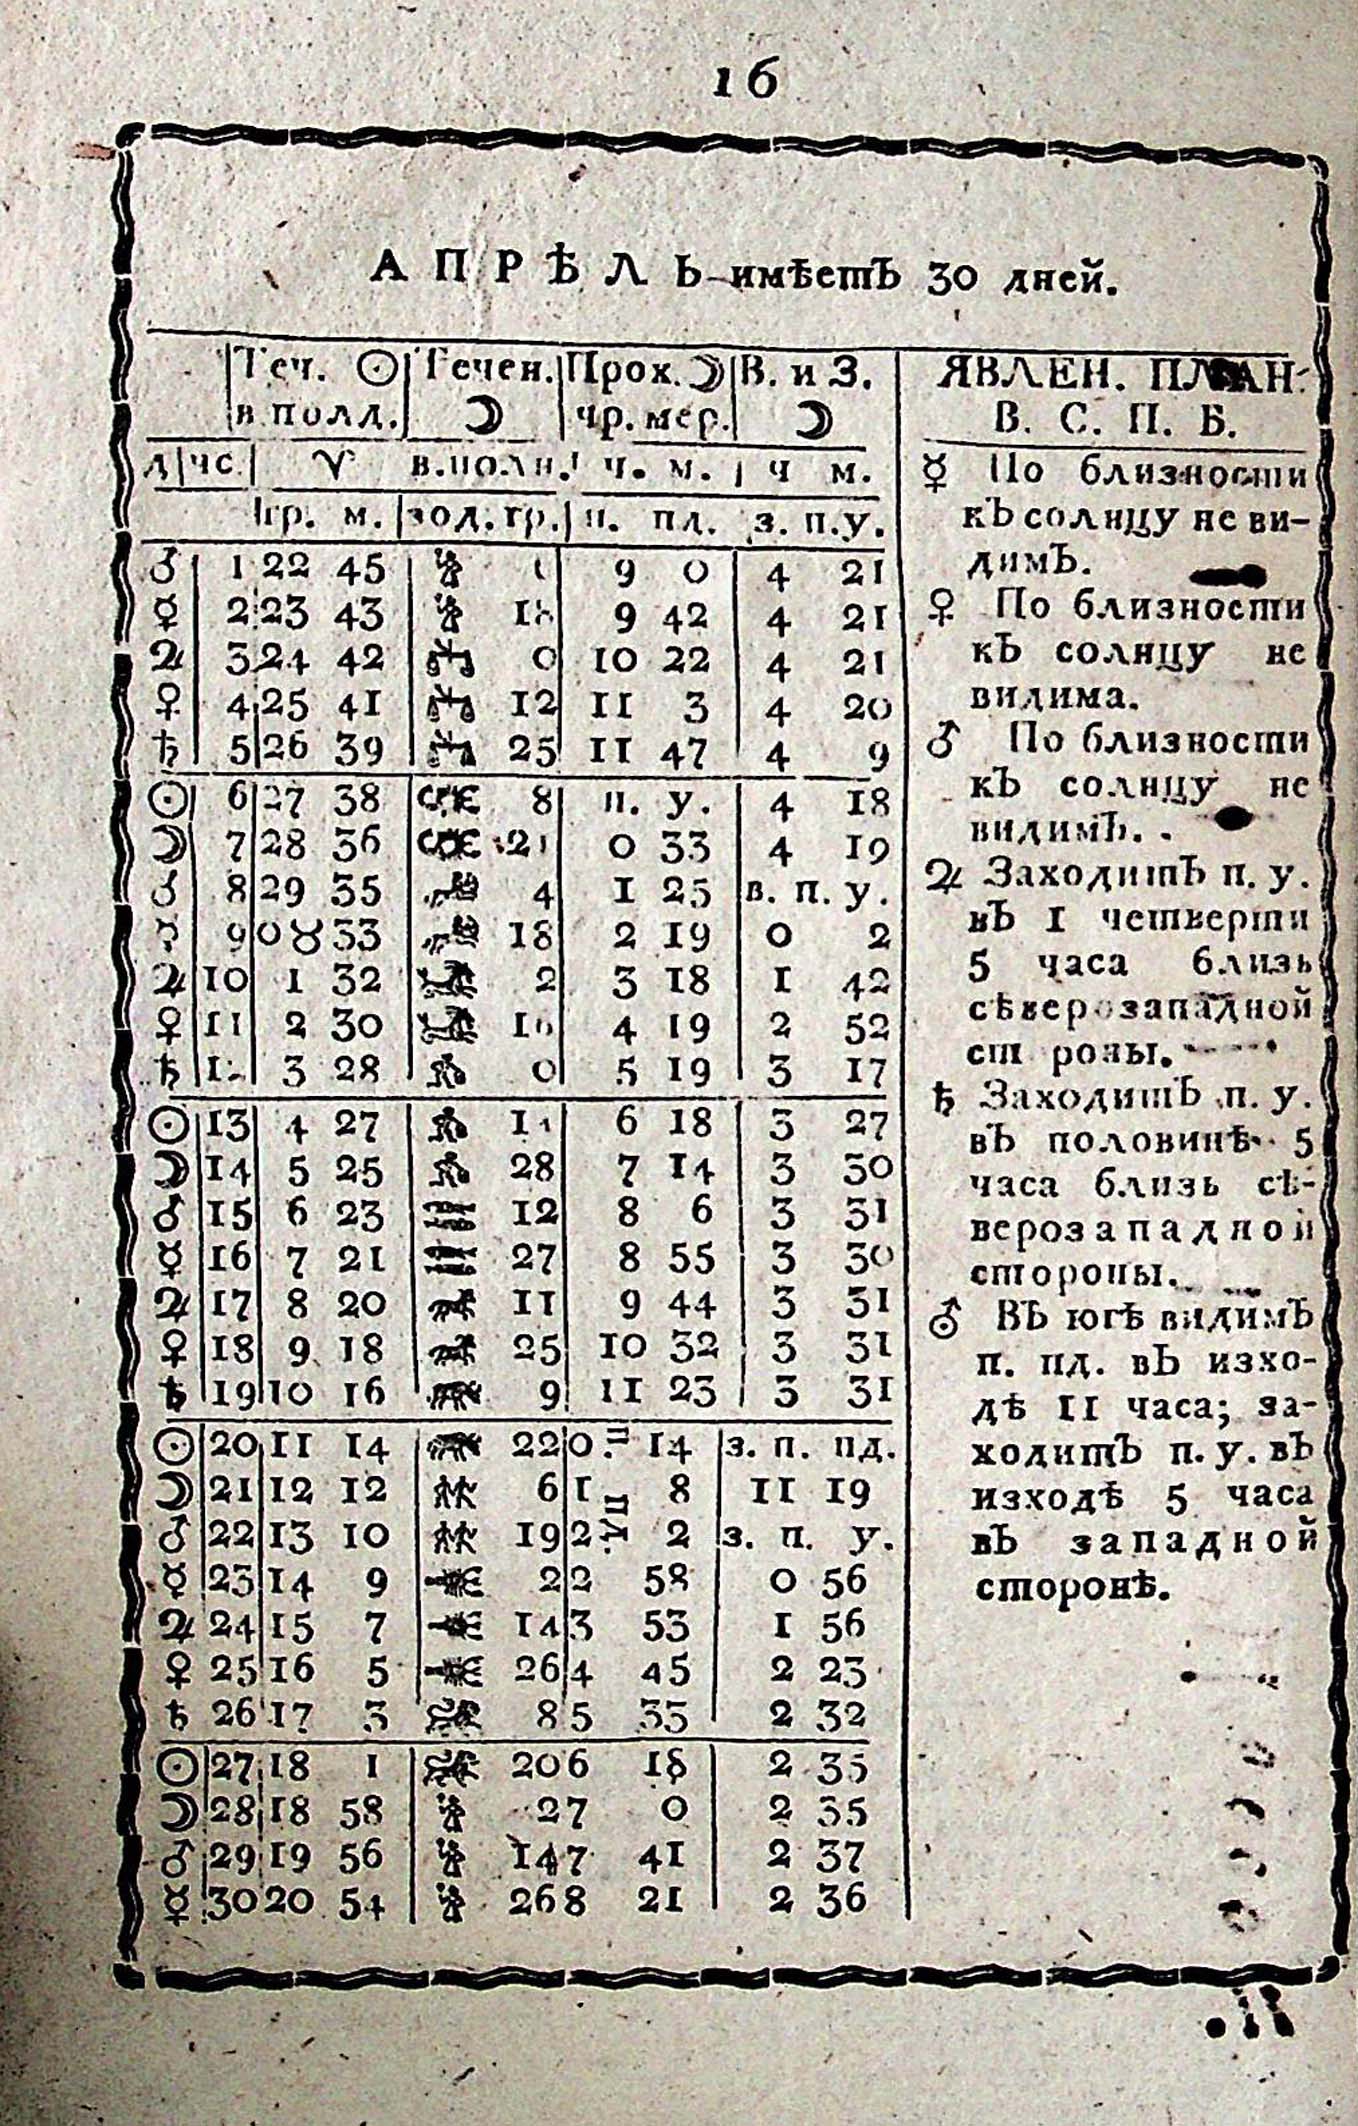 16
АПРѢЛЬ имѣетЪ 30 дней.
Теч. ☉ Течен. Прох. ☽ В. и З. ЯВЛЕН.
в полд. ☽ чр. мер. ☽ В. С. П. Б.
д чс ♈ в.полн. ч. м. ч м.
гр. м. зод. гр. п. пд. з. п.у.
♂ 1 22 45 ♍ 9 0 4 21
☿ 2 23 43 ♍ 18 9 42 4 21
♃ 3 24 42 ♎ 0 10 22 4 21
♀ 4 25 41 ♎ 12 11 3 4 20
♄ 5 26 39 ♎ 25 11 47 4 9
☉ 6 27 38 ♏ 8 п. у. 4 18
☽ 7 28 36 ♏ 21 0 33 4 19
♂ 8 29 35 ♐ 4 1 25 в. п. у.
☿ 9 0 ♉ 33 ♐ 18 2 19 0 2
♃ 10 1 32 ♑ 2 3 18 1 42
♀ 11 2 30 ♑ 16 4 19 2 52
♄ 12 3 28 ♒ 0 5 19 3 17
☉ 13 4 27 ♒ 6 18 3 27
☽ 14 5 25 ♒ 28 7 14 3 30
♂ 15 6 23 ♓ 12 8 6 3 31
☿ 16 7 21 ♓ 27 8 55 3 30
♃ 17 8 20 ♈ 11 9 44 3 31
♀ 18 9 18 ♈ 25 10 32 3 31
♄ 19 10 16 ♉ 9 11 23 3 31
☉ 20 11 14 ♉ 22 0 п. 14 з. п. пд.
☽ 21 12 12 ♊ 6 1 8 11 19
♂ 22 13 10 ♊ 19 2 2 з. п. у.
☿ 23 14 9 ♋ 2 2 58 0 56
♃ 24 15 7 ♋ 14 3 53 1 56
♀ 25 16 5 ♋ 26 4 45 2 23
♄ 26 17 3 ♌ 8 5 33 2 32
☉ 27 18 1 ♌ 20 6 18 2 35
☽ 28 18 58 ♍ 2 7 0 2 35
♂ 29 19 56 ♍ 14 7 41 2 37
☿ 30 20 54 ♍ 26 8 21 2 36
☿ По близности
кЪ солнцу не ви-
димЪ.
♀ По близности
кЪ солнцу не
видима.
♂ По близности
кЪ солнцу не
видимЪ.
♃ ЗаходитЪ п. у.
вЪ 1 четверти
5 часа близь
сѣверозападной
ст роны.
♄ ЗаходитЪ п. у.
вЪ половинѣ 5
часа близь сѣ-
верозападной
стороны.
⛢ ВЪ югѣ видимЪ
п. пд. вЪ изхо-
дѣ 11 часа; за-
ходитЪ п. у. вЪ
изходѣ 5 часа
вЪ западной
сторонѣ.